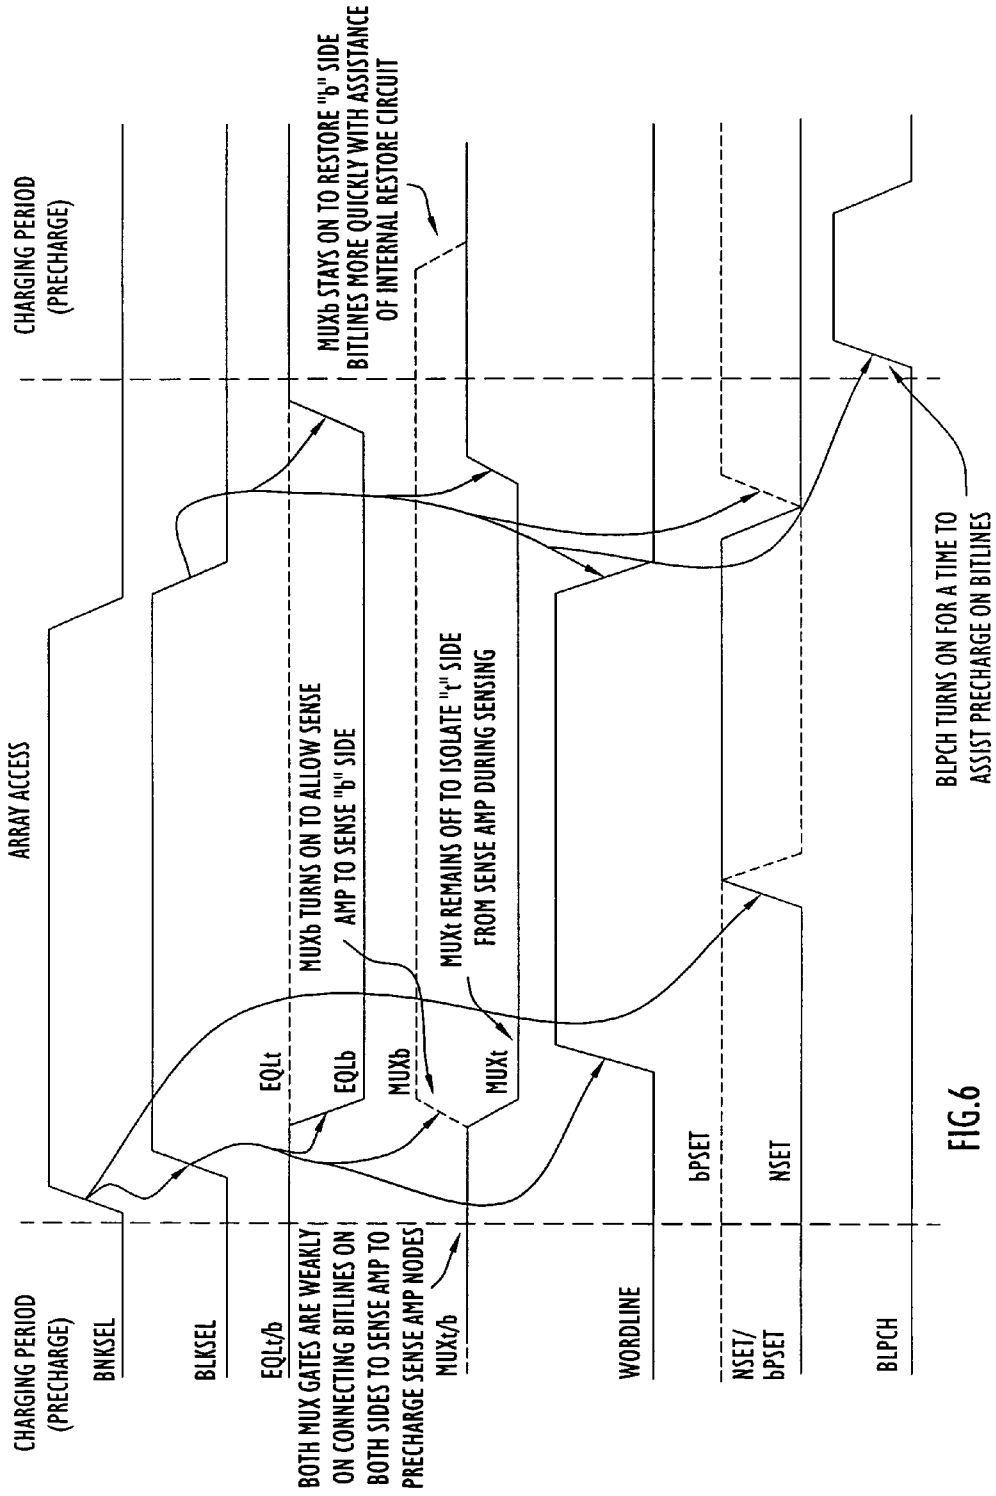 CHARGING PERIOD
(PRECHARGE)
ARRAY ACCESS
CHARGING PERIOD
(PRECHARGE)
BNKSEL
BLKSEL
EQLt/b
EQLt
EQLb
BOTH MUX GATES ARE WEAKLY
ON CONNECTING BITLINES ON
BOTH SIDES TO SENSE AMP TO
PRECHARGE SENSE AMP NODES
MUXb TURNS ON TO ALLOW SENSE
AMP TO SENSE "b" SIDE
MUXb STAYS ON TO RESTORE "b" SIDE
BITLINES MORE QUICKLY WITH ASSISTANCE
OF INTERNAL RESTORE CIRCUIT
MUXt/b
MUXb
MUXt
MUXt REMAINS OFF TO ISOLATE "t" SIDE
FROM SENSE AMP DURING SENSING
WORDLINE
NSET/
bPSET
bPSET
NSET
BLPCH
BLPCH TURNS ON FOR A TIME TO
ASSIST PRECHARGE ON BITLINES
FIG.6